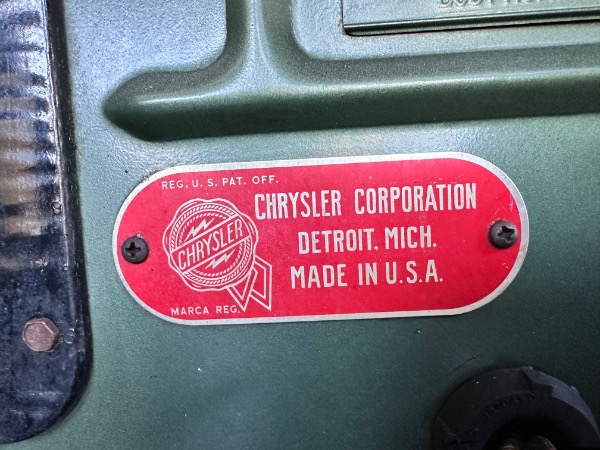 REG. U. S. PAT. OFF.
CHRYSLER
MARCA REG.
CHRYSLER CORPORATION
DETROIT, MICH.
MADE IN U.S.A.